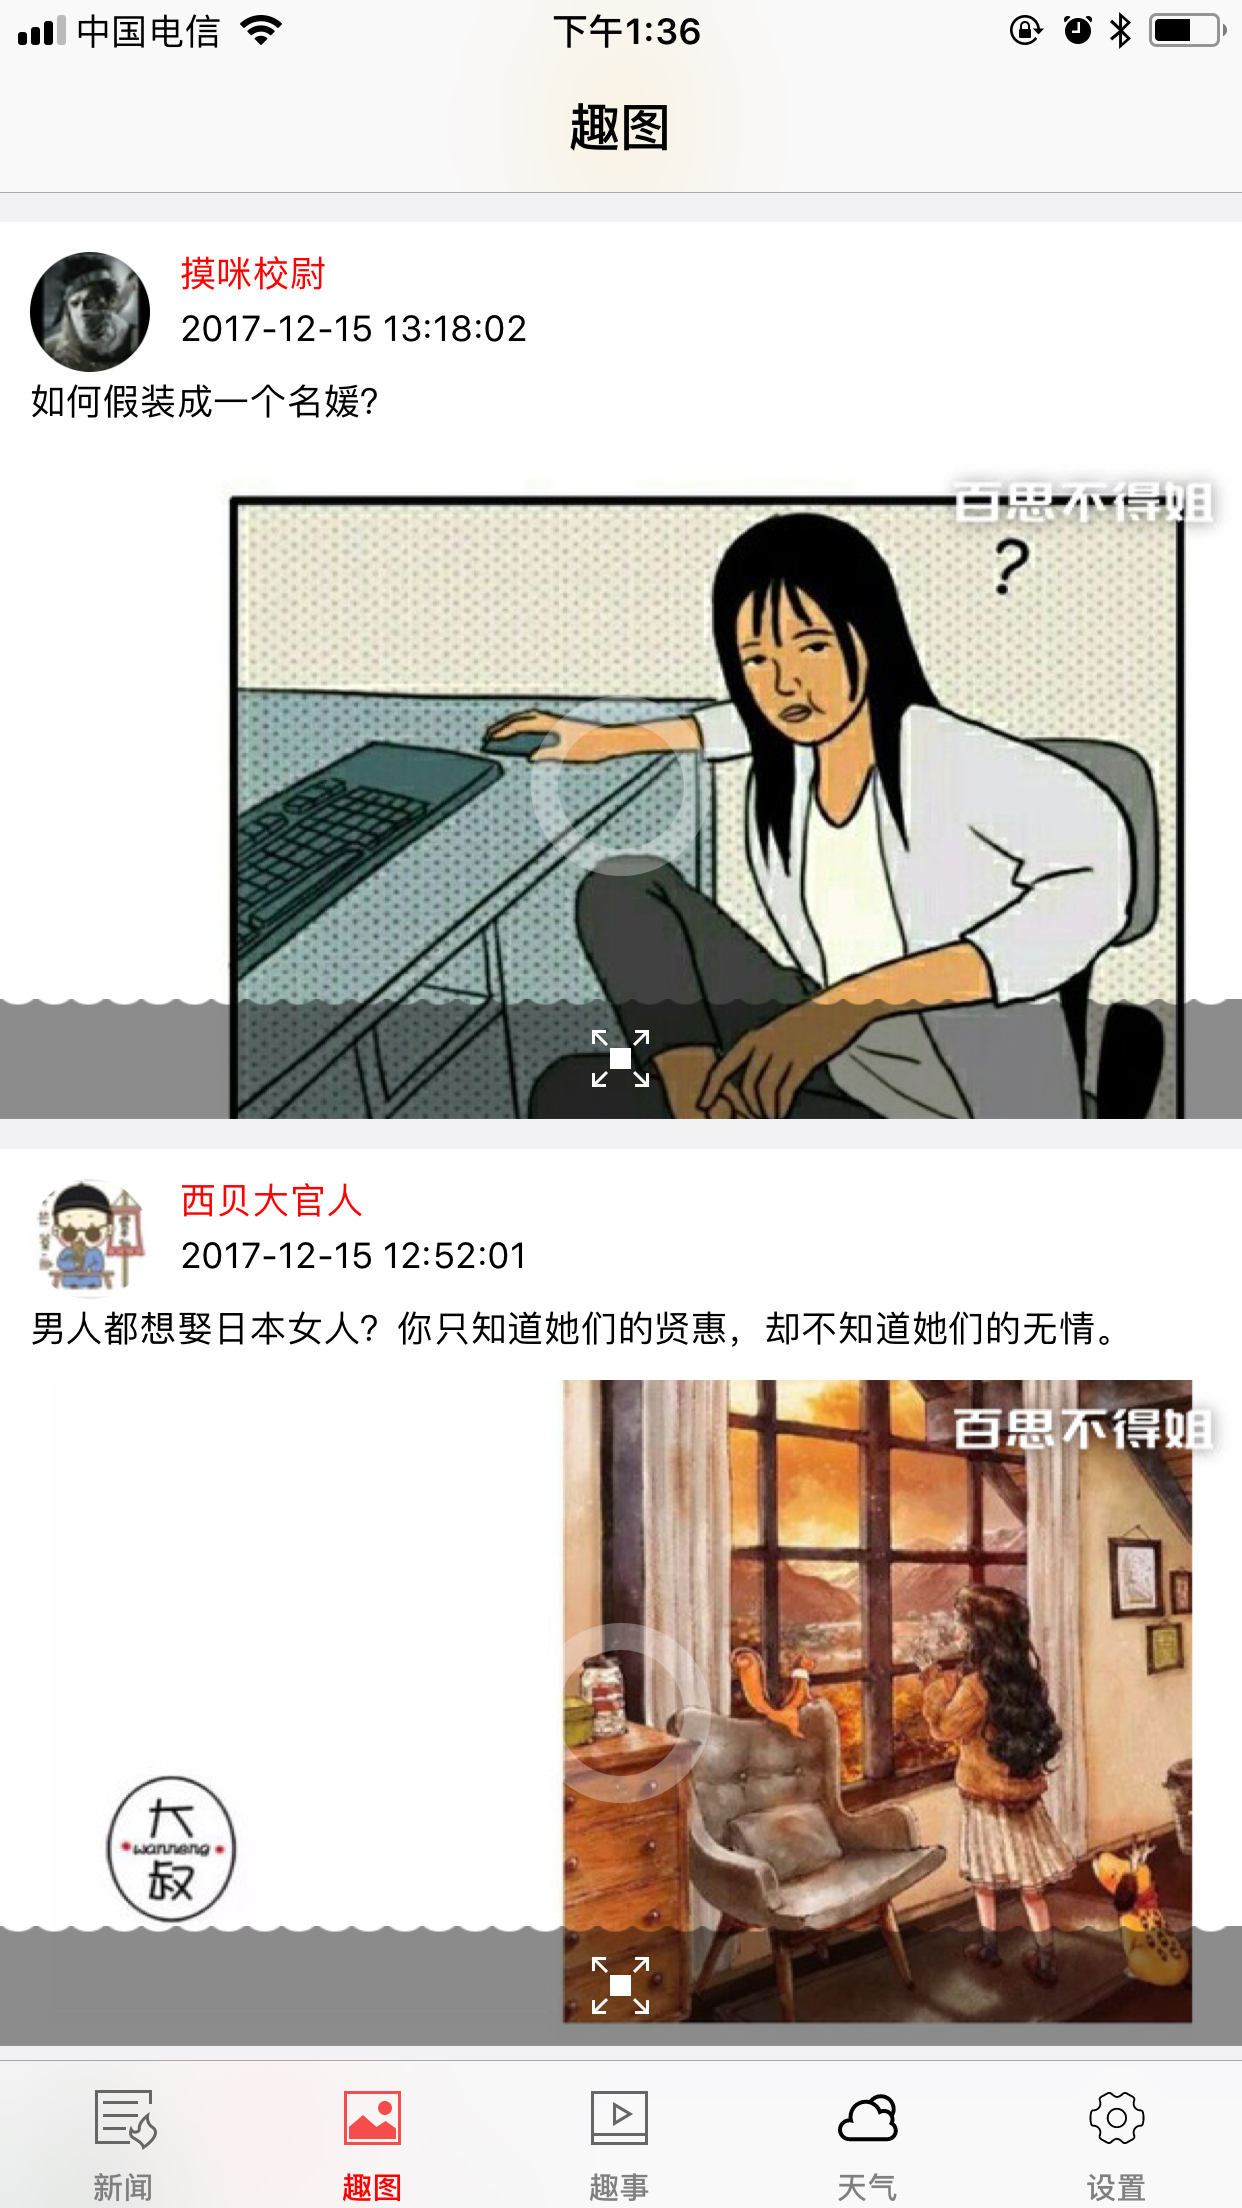 中国电信
下午1:36
趣图
摸咪校尉
2017-12-15 13:18:02
如何假装成一个名媛?
百思不得姐
?
西贝大官人
2017-12-15 12:52:01
男人都想娶日本女人？你只知道她们的贤惠，却不知道她们的无情。
百思不得姐
大
wanneng
叔
新闻
趣图
趣事
天气
设置